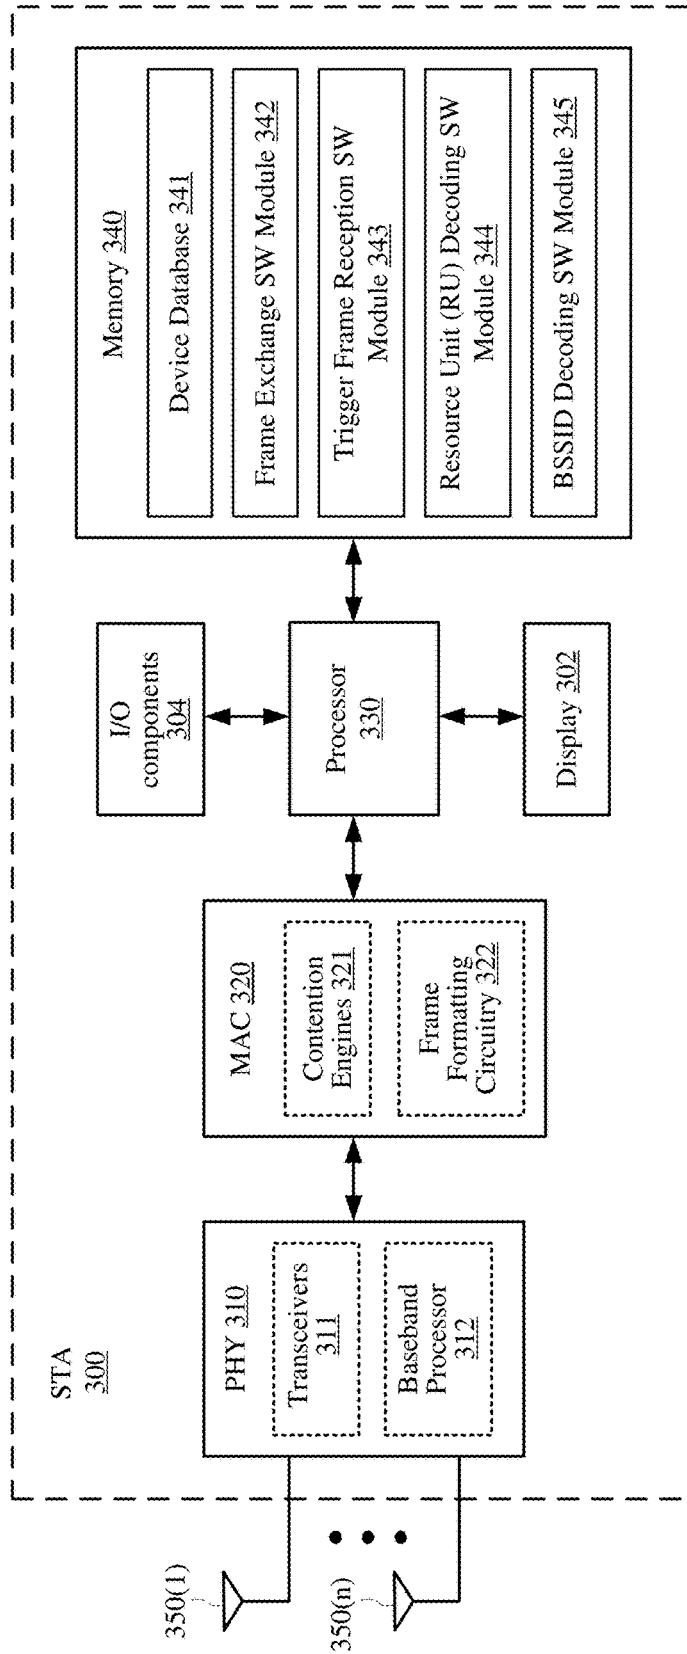 STA
300
350(1)
350(n)
PHY 310
Transceivers
311
Baseband
Processor
312
MAC 320
Contention
Engines 321
Frame
Formatting
Circuitry 322
I/O
components
304
Processor
330
Display 302
Memory 340
Device Database 341
Frame Exchange SW Module 342
Trigger Frame Reception SW
Module 343
Resource Unit (RU) Decoding SW
Module 344
BSSID Decoding SW Module 345